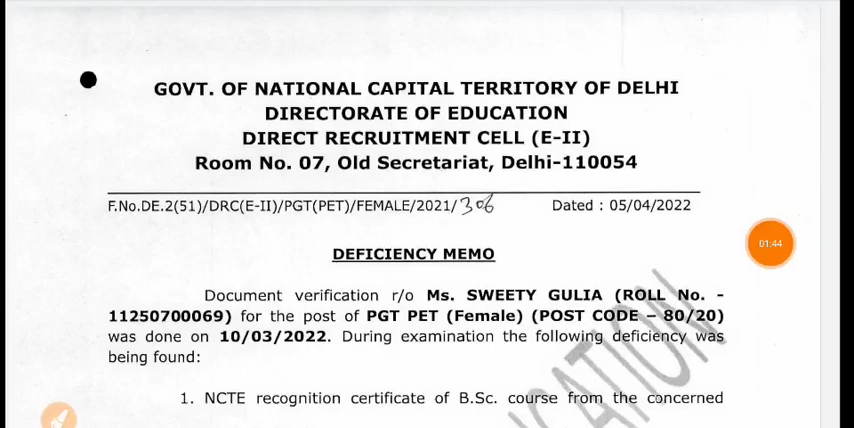 GOVT. OF NATIONAL CAPITAL TERRITORY OF DELHI
DIRECTORATE OF EDUCATION
DIRECT RECRUITMENT CELL (E-II)
Room No. 07, Old Secretariat, Delhi-110054
F.No.DE.2(51)/DRC(E-II)/PGT(PET)/FEMALE/2021/306 Dated : 05/04/2022
DEFICIENCY MEMO
01:44
Document verification r/o Ms. SWEETY GULIA (ROLL No. -
11250700069) for the post of PGT PET (Female) (POST CODE – 80/20)
was done on 10/03/2022. During examination the following deficiency was
being found:
1. NCTE recognition certificate of B.Sc. course from the concerned